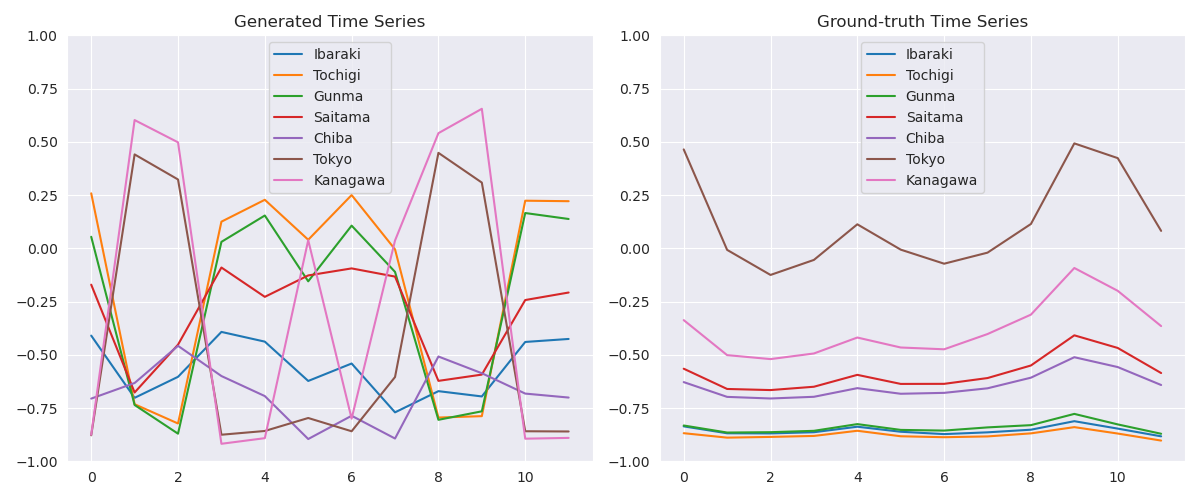 Generated Time Series
1.00
0.75
0.50
0.25
0.00
−0.25
−0.50
−0.75
−1.00
0
2
4
6
8
10
Ibaraki
Tochigi
Gunma
Saitama
Chiba
Tokyo
Kanagawa
Ground-truth Time Series
1.00
0.75
0.50
0.25
0.00
−0.25
−0.50
−0.75
−1.00
0
2
4
6
8
10
Ibaraki
Tochigi
Gunma
Saitama
Chiba
Tokyo
Kanagawa